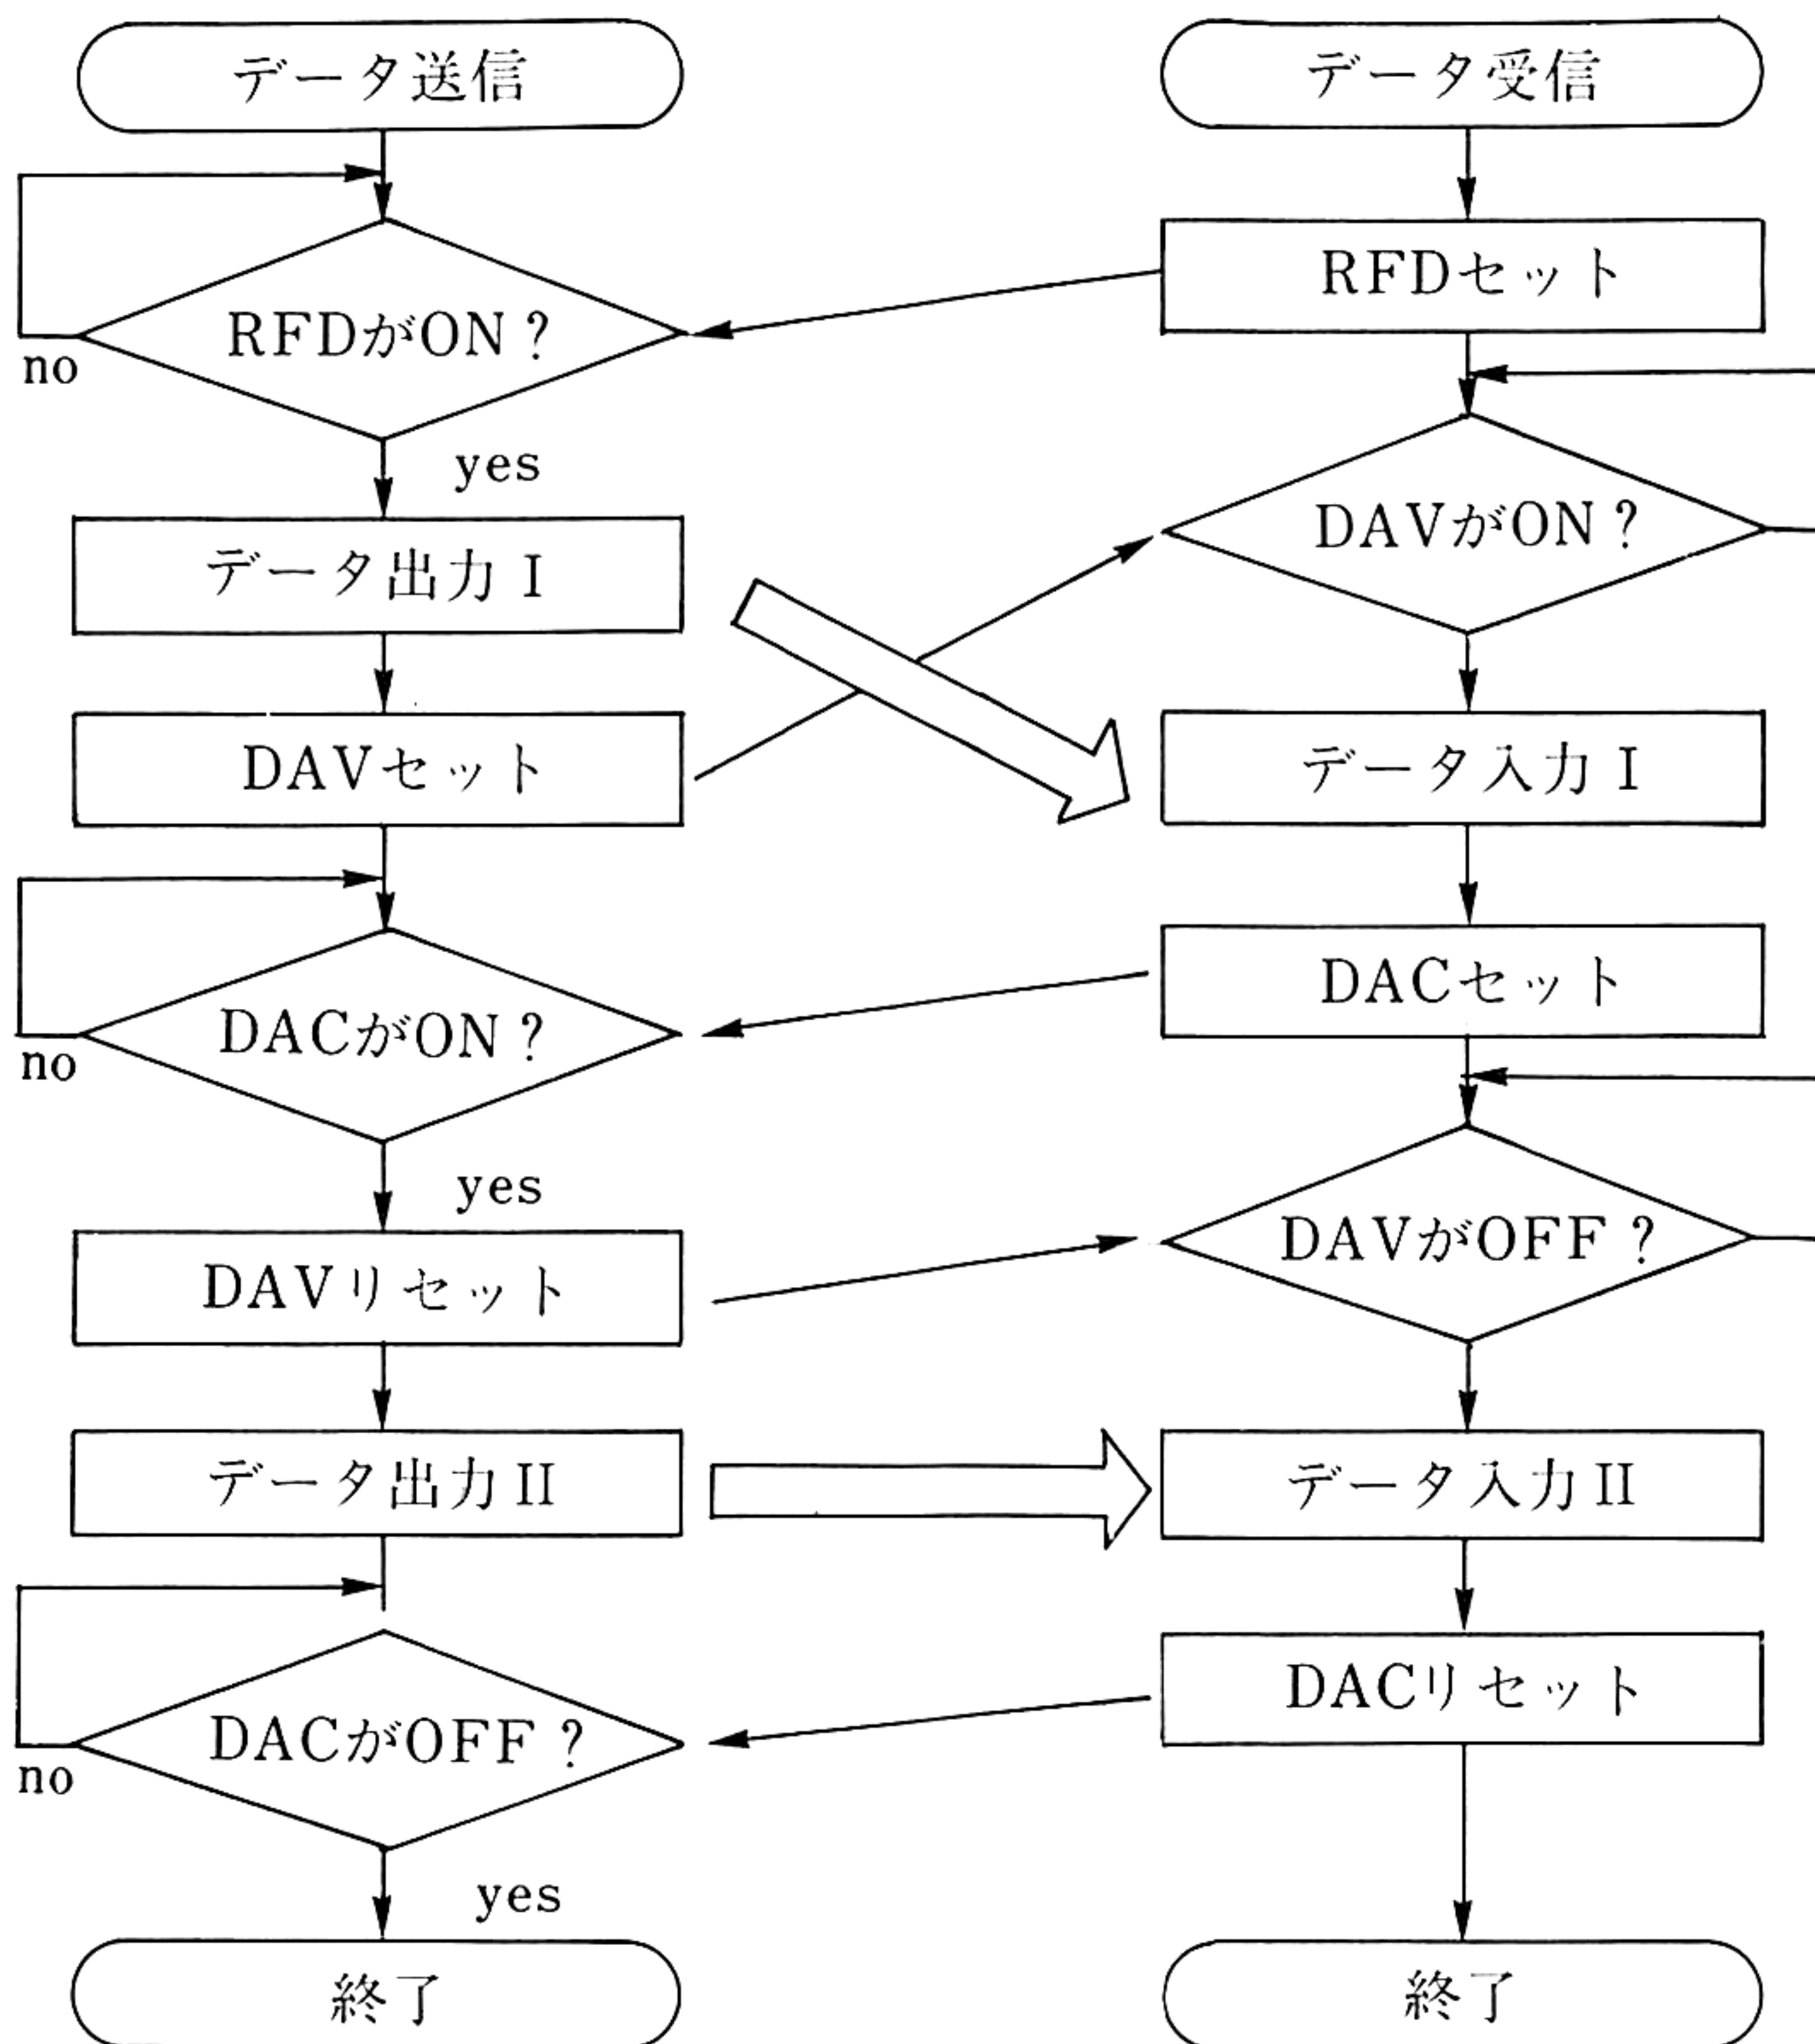 データ送信
RFDがON?
no
yes
データ出力 I
DAVセット
DACがON?
no
yes
DAVリセット
データ出力 II
DACがOFF?
no
yes
終了
データ受信
RFDセット
DAVがON?
データ入力 I
DACセット
DAVがOFF?
データ入力 II
DACリセット
終了